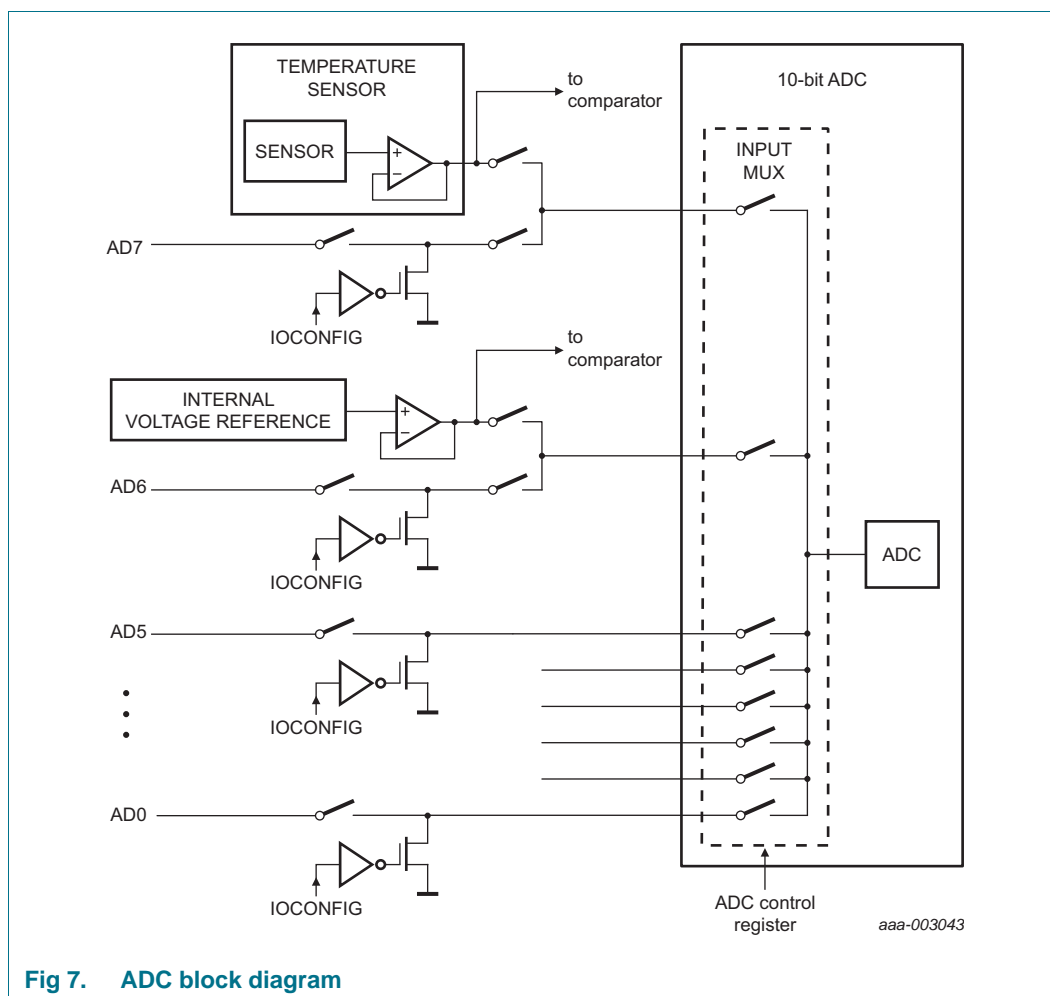 TEMPERATURE
SENSOR
SENSOR
+
−
to
comparator
10-bit ADC
INPUT
MUX
AD7
IOCONFIG
to
comparator
INTERNAL
VOLTAGE REFERENCE
+
−
AD6
IOCONFIG
ADC
AD5
IOCONFIG
AD0
IOCONFIG
ADC control
register
aaa-003043
Fig 7. ADC block diagram